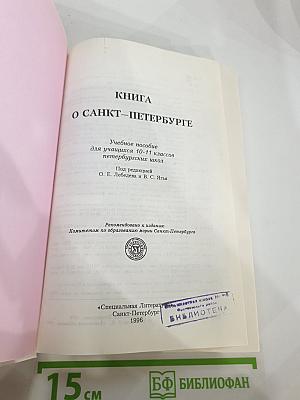 КНИГА
О САНКТ—ПЕТЕРБУРГЕ
Учебное пособие
для учащихся 10-11 классов
петербургских школ
Под редакцией
О. Е. Лебедева и В. С. Ягьи
Рекомендовано к изданию
Комитетом по образованию мэрии Санкт-Петербурга
«Специальная Литература»
Санкт-Петербург
1996
БИБЛИОТЕКА
15 СМ
БФ БИБЛИОФАН